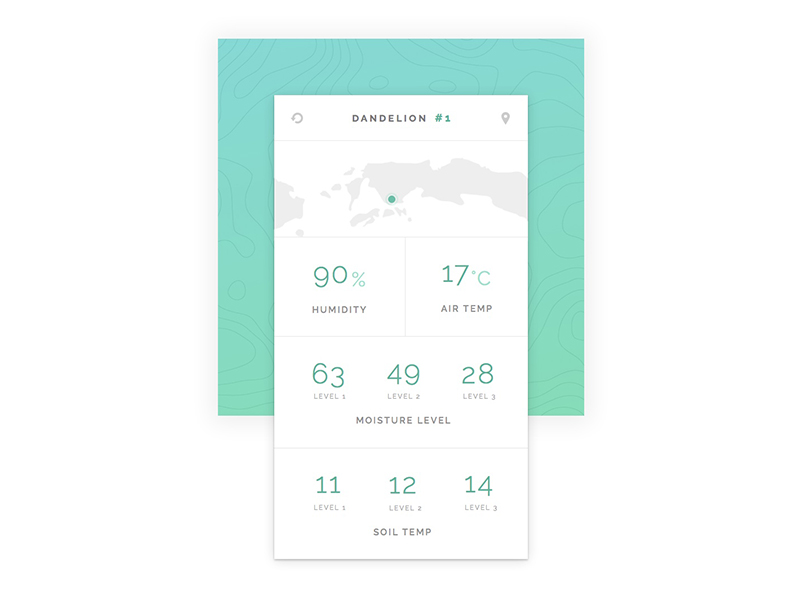 DANDELION #1
90% 17°C
HUMIDITY AIR TEMP
63 49 28
LEVEL 1 LEVEL 2 LEVEL 3
MOISTURE LEVEL
11 12 14
LEVEL 1 LEVEL 2 LEVEL 3
SOIL TEMP